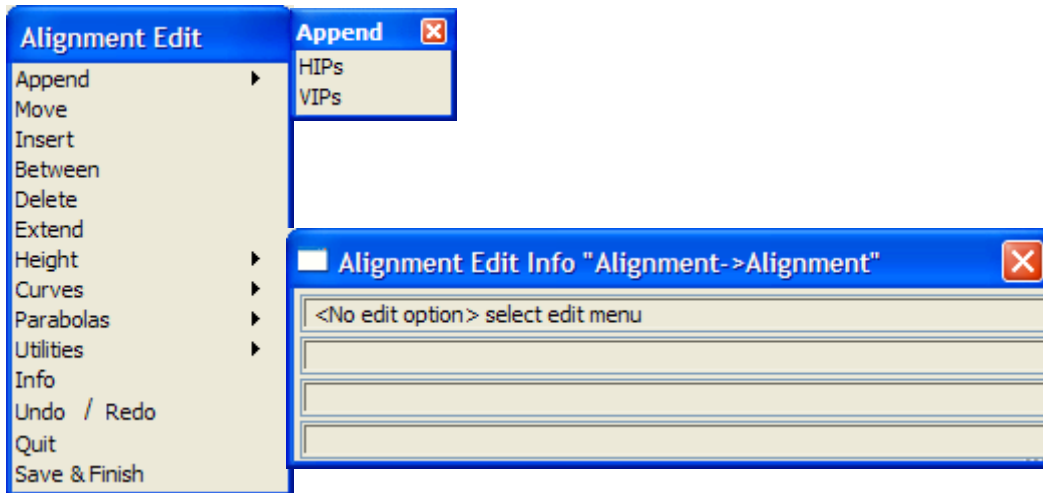 Alignment Edit
Append
Move
Insert
Between
Delete
Extend
Height
Curves
Parabolas
Utilities
Info
Undo / Redo
Quit
Save & Finish
Append
HIPs
VIPs
Alignment Edit Info "Alignment->Alignment"
<No edit option> select edit menu